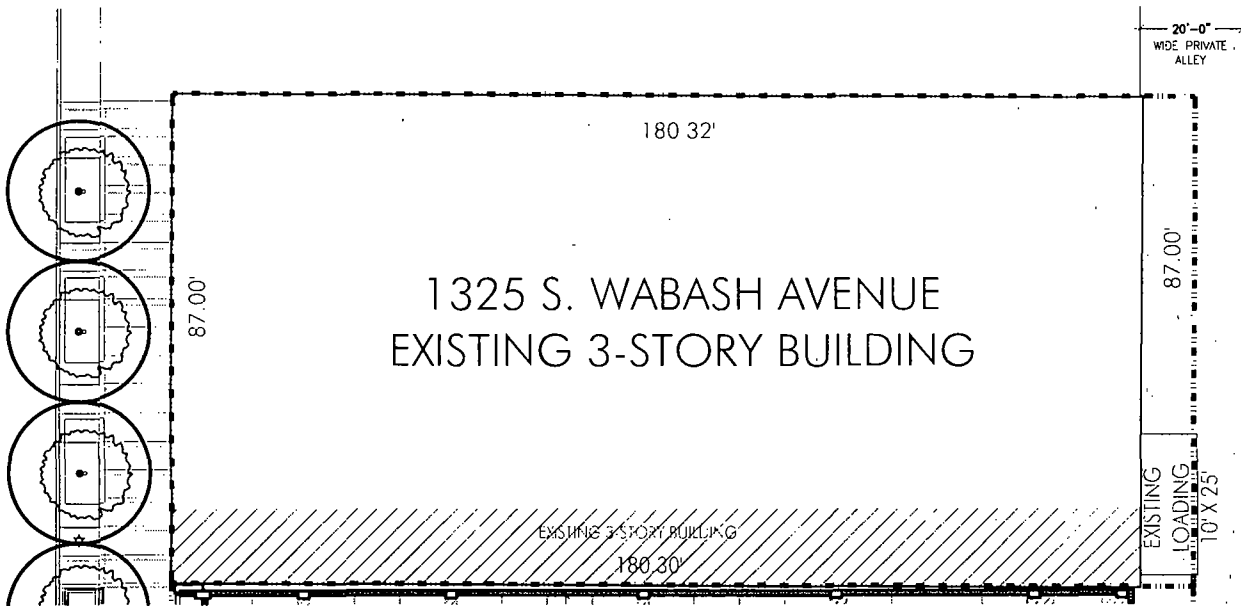 20'-0"
WIDE PRIVATE
ALLEY
180 32'
87.00'
87.00'
1325 S. WABASH AVENUE
EXISTING 3-STORY BUILDING
EXISTING
LOADING
10' X 25'
EXISTING 3-STORY BUILDING
180.30'